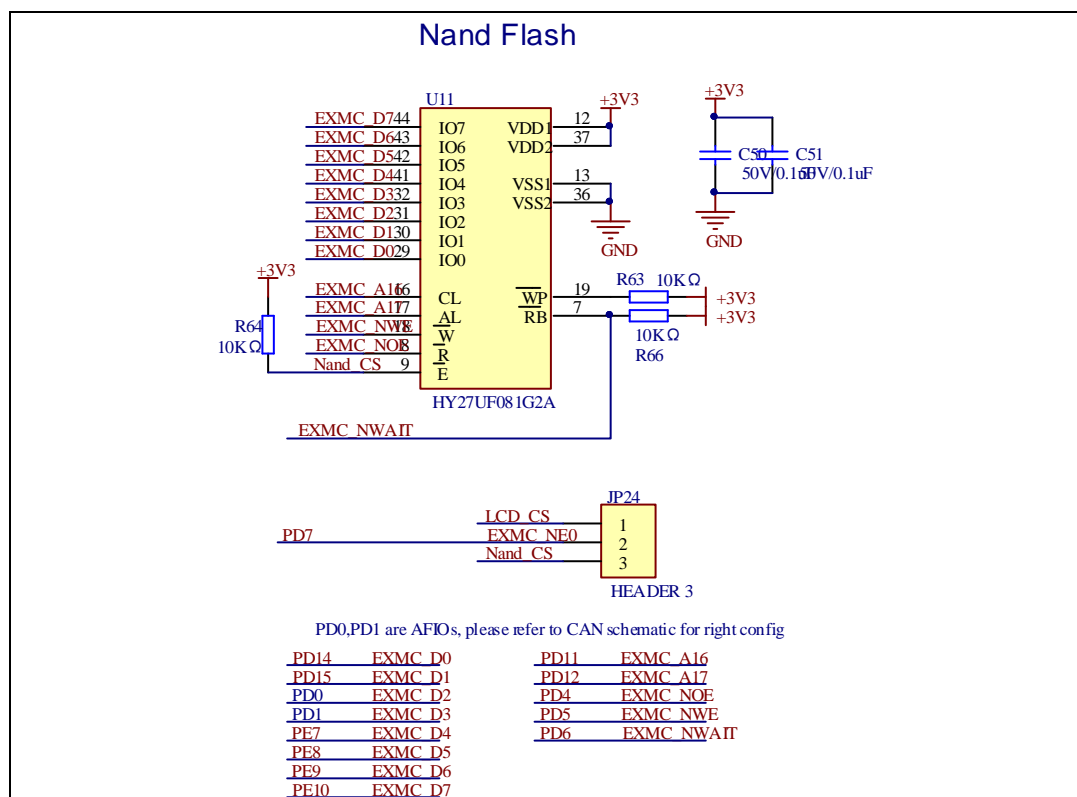 Nand Flash
U11
+3V3
+3V3
EXMC_D7 44 IO7 VDD1 12
EXMC_D6 43 IO6 VDD2 37
EXMC_D5 42 IO5
EXMC_D4 41 IO4 VSS1 13
EXMC_D3 32 IO3 VSS2 36
EXMC_D2 31 IO2
EXMC_D1 30 IO1
EXMC_D0 29 IO0
GND
C50 C51
50V/0.1uF 50V/0.1uF
GND
+3V3
R64
10KΩ
EXMC_A16 16 CL WP 19 R63 10KΩ +3V3
EXMC_A17 17 AL RB 7 +3V3
10KΩ
R66
EXMC_NWE 18 W
EXMC_NOE 8 R
Nand_CS 9 E
HY27UF081G2A
EXMC_NWAIT
JP24
LCD_CS 1
PD7 EXMC_NE0 2
Nand_CS 3
HEADER 3
PD0,PD1 are AFIOs, please refer to CAN schematic for right config
PD14 EXMC_D0
PD15 EXMC_D1
PD0 EXMC_D2
PD1 EXMC_D3
PE7 EXMC_D4
PE8 EXMC_D5
PE9 EXMC_D6
PE10 EXMC_D7
PD11 EXMC_A16
PD12 EXMC_A17
PD4 EXMC_NOE
PD5 EXMC_NWE
PD6 EXMC_NWAIT